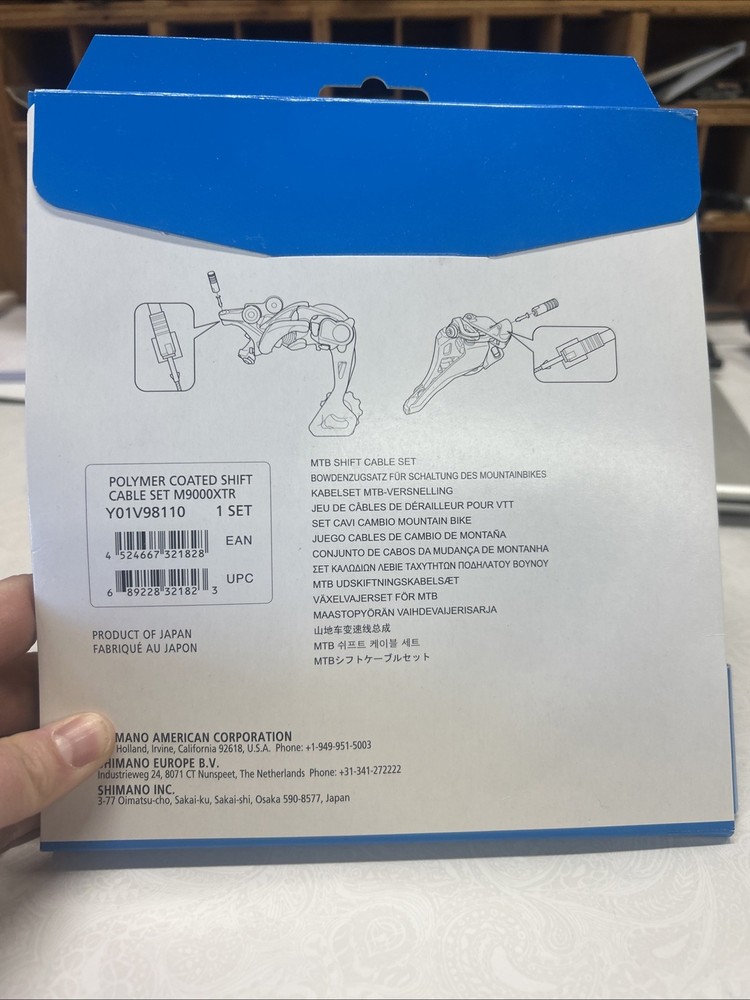 POLYMER COATED SHIFT
CABLE SET M9000XTR
Y01V98110 1 SET
4 524667 321828 EAN
6 89228 32182 3 UPC
PRODUCT OF JAPAN
FABRIQUÉ AU JAPON
MTB SHIFT CABLE SET
BOWDENZUGSATZ FÜR SCHALTUNG DES MOUNTAINBIKES
KABELSET MTB-VERSNELLING
JEU DE CÂBLES DE DÉRAILLEUR POUR VTT
SET CAVI CAMBIO MOUNTAIN BIKE
JUEGO CABLES DE CAMBIO DE MONTAÑA
CONJUNTO DE CABOS DA MUDANÇA DE MONTANHA
ΣΕΤ ΚΑΛΩΔΙΩΝ ΛΕΒΙΕ ΤΑΧΥΤΗΤΩΝ ΠΟΔΗΛΑΤΟΥ ΒΟΥΝΟΥ
MTB UDSKIFTNINGSKABELSÆT
VÄXELVAJERSET FÖR MTB
MAASTOPYÖRÄN VAIHDEVAIJERISARJA
山地车变速线总成
MTB 쉬프트 케이블 세트
MTBシフトケーブルセット
MANO AMERICAN CORPORATION
Holland, Irvine, California 92618, U.S.A. Phone: +1-949-951-5003
HIMANO EUROPE B.V.
Industrieweg 24, 8071 CT Nunspeet, The Netherlands Phone: +31-341-272222
SHIMANO INC.
3-77 Oimatsu-cho, Sakai-ku, Sakai-shi, Osaka 590-8577, Japan